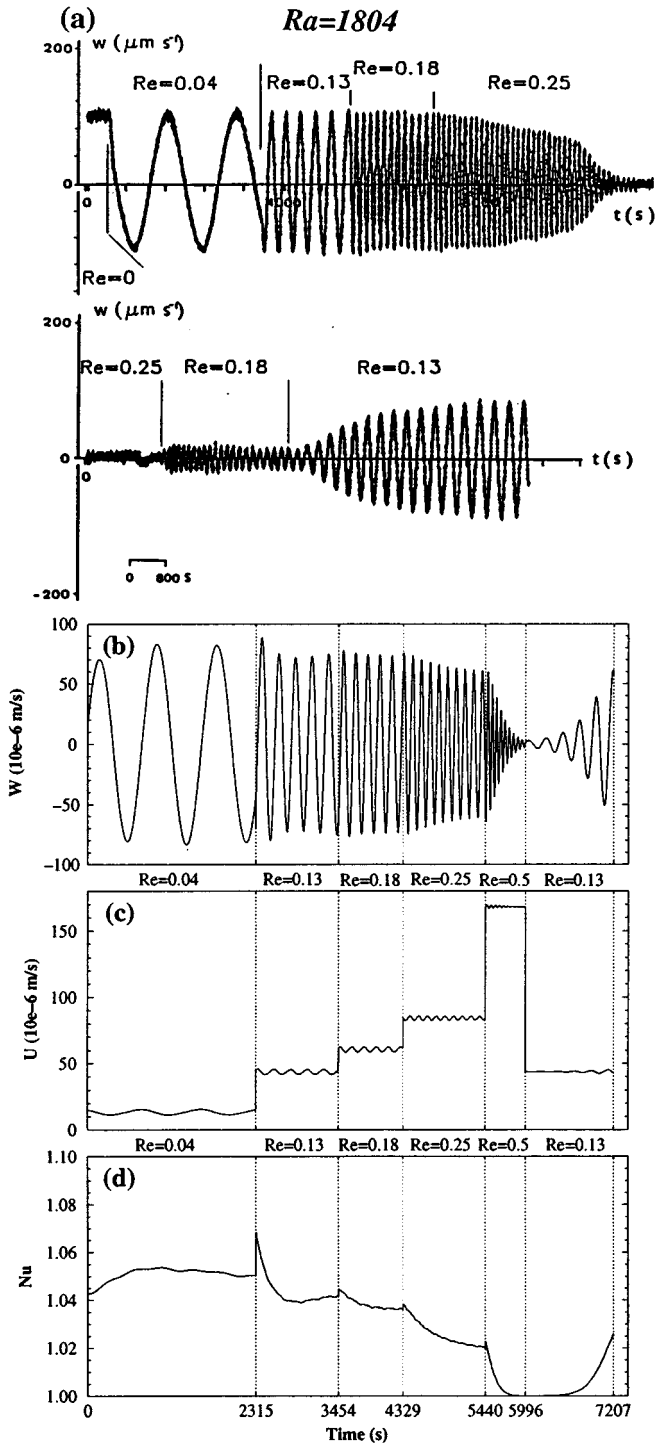 (a) Ra=1804
w (μm s⁻¹)
200
Re=0.04
Re=0.13
Re=0.18
Re=0.25
0
0
t(s)
Re=0
w (μm s⁻¹)
200
Re=0.25
Re=0.18
Re=0.13
0
0
t(s)
0 800 S
-200
(b)
W (10e–6 m/s)
100
50
0
−50
−100
Re=0.04 Re=0.13 Re=0.18 Re=0.25 Re=0.5 Re=0.13
(c)
U (10e–6 m/s)
150
100
50
0
Re=0.04 Re=0.13 Re=0.18 Re=0.25 Re=0.5 Re=0.13
(d)
Nu
1.10
1.08
1.06
1.04
1.02
1.00
0 2315 3454 4329 5440 5996 7207
Time (s)